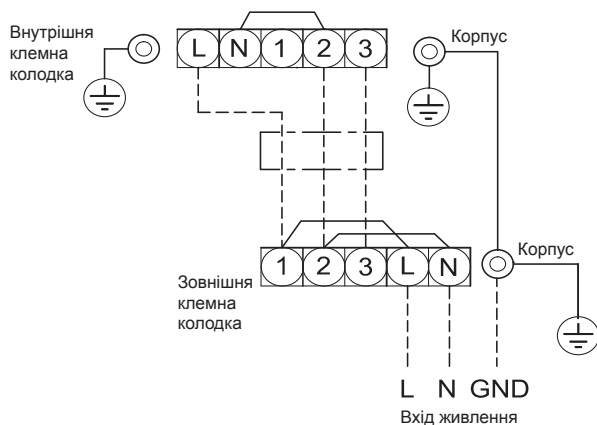 Внутрішня
клемна
колодка
L N 1 2 3
Корпус
1 2 3 L N
Корпус
Зовнішня
клемна
колодка
L N GND
Вхід живлення